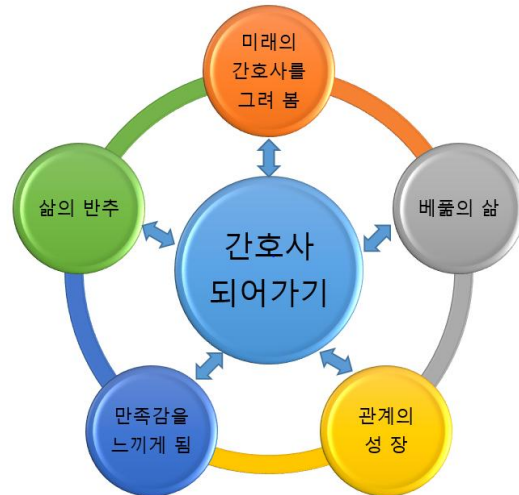 미래의
간호사를
그려 봄
베풂의 삶
관계의
성 장
만족감을
느끼게 됨
삶의 반추
간호사
되어가기